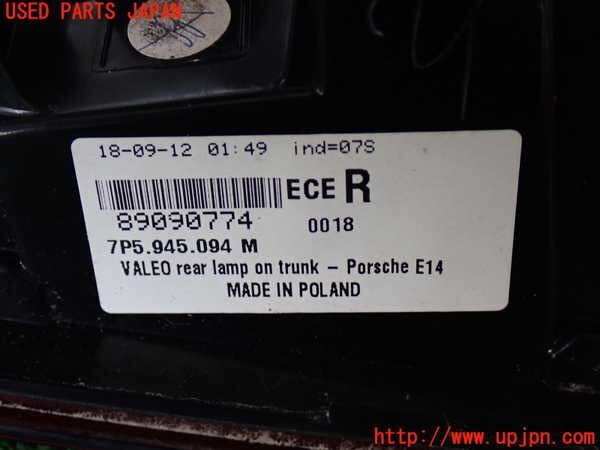 USED PARTS JAPAN
18-09-12 01:49 ind=07S
ECE R
89090774 0018
7P5.945.094 M
VALEO rear lamp on trunk - Porsche E14
MADE IN POLAND
http://www.upjpn.com